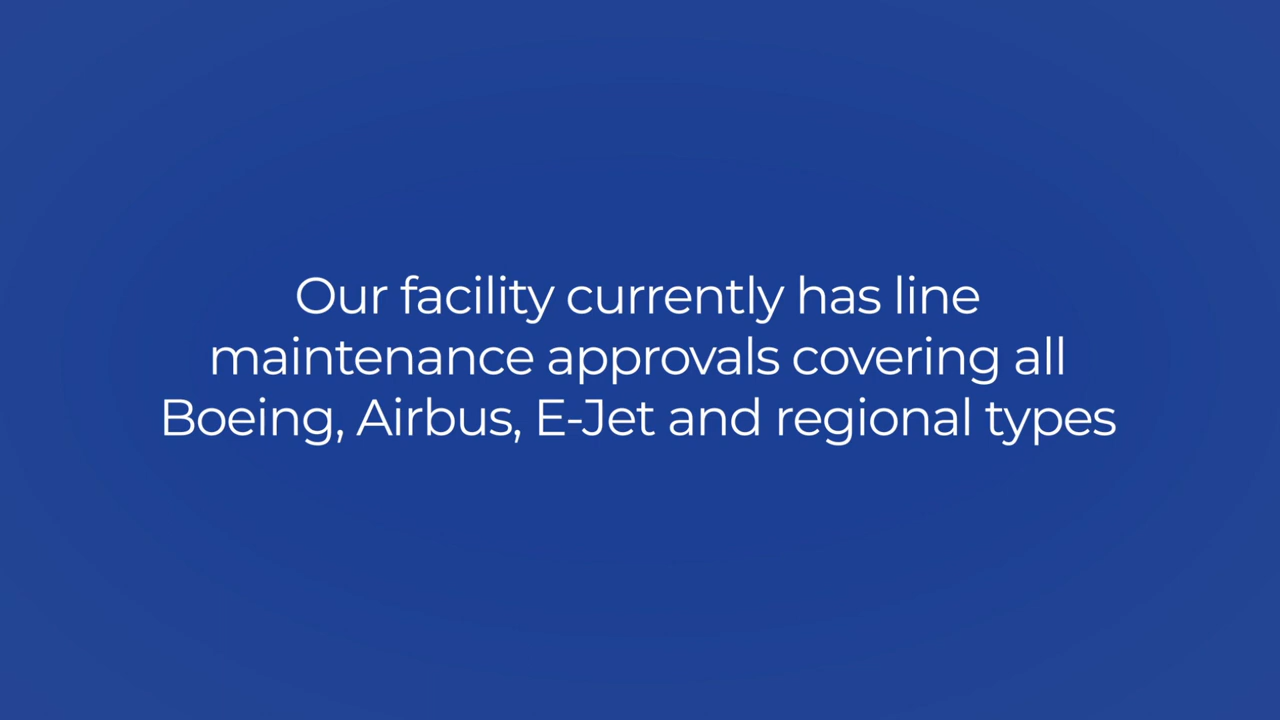 Our facility currently has line
maintenance approvals covering all
Boeing, Airbus, E-Jet and regional types